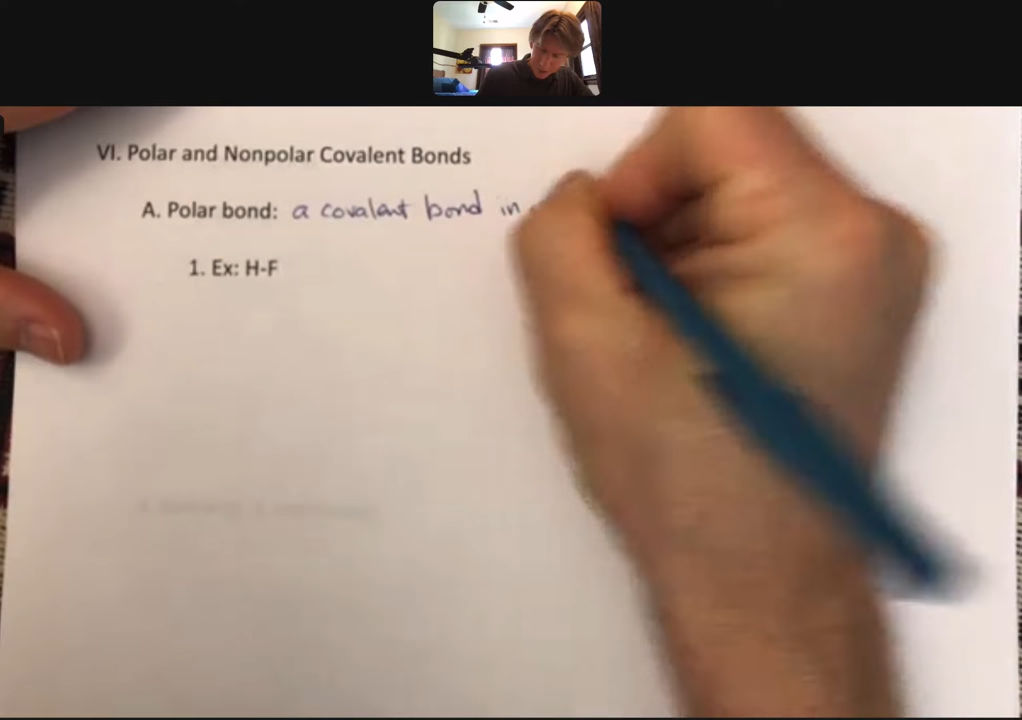 VI. Polar and Nonpolar Covalent Bonds
A. Polar bond: a covalent bond in
1. Ex: H-F